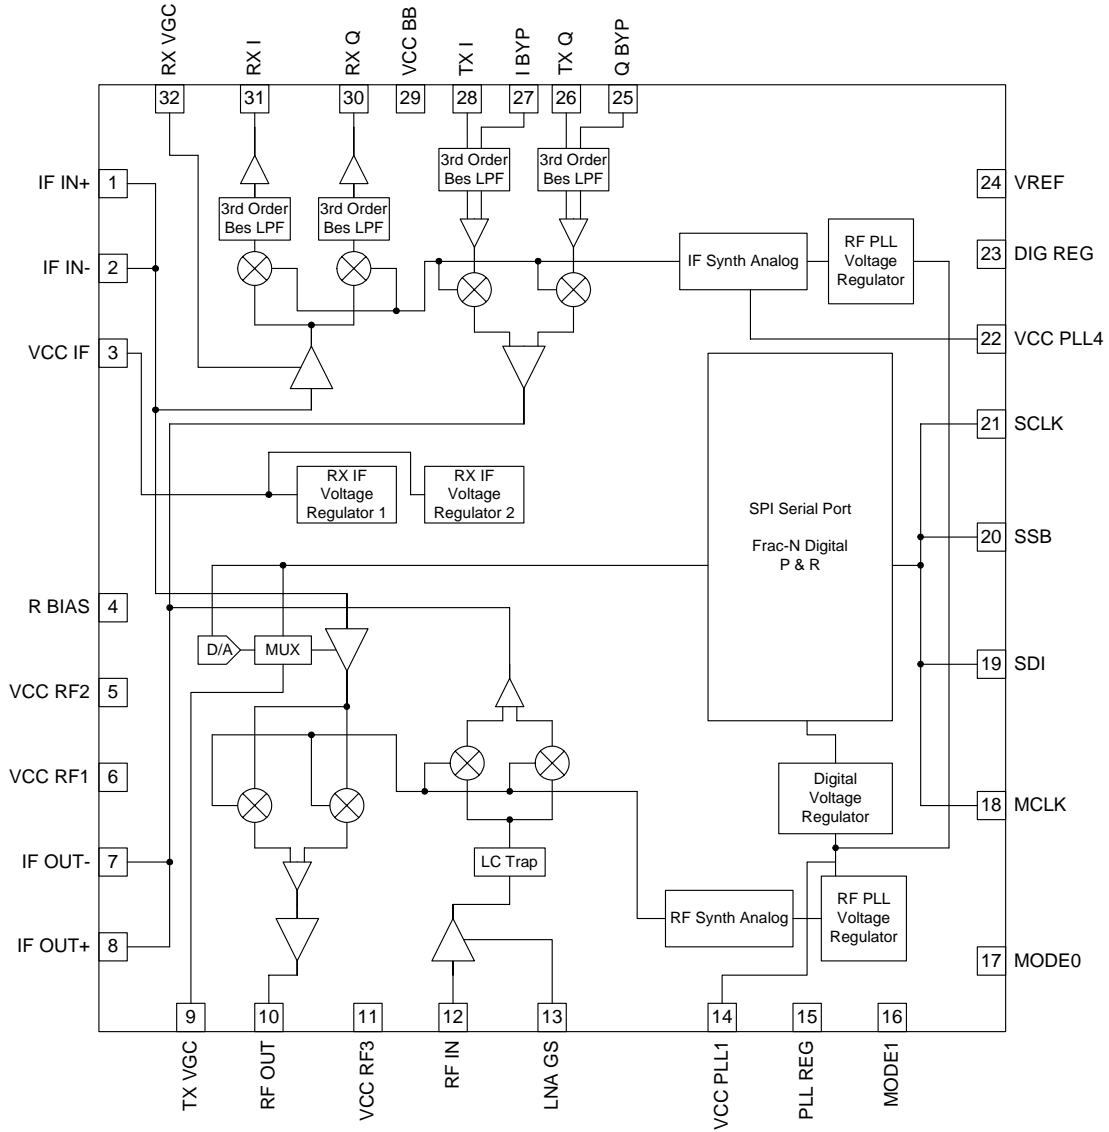 RX VGC
RX I
RX Q
VCC BB
TX I
I BYP
TX Q
Q BYP
32
31
30
29
28
27
26
25
3rd Order
Bes LPF
3rd Order
Bes LPF
IF IN+
1
24
VREF
3rd Order
Bes LPF
3rd Order
Bes LPF
RF PLL
Voltage
Regulator
IF Synth Analog
23
DIG REG
IF IN-
2
22
VCC PLL4
VCC IF
3
21
SCLK
RX IF
Voltage
Regulator 1
RX IF
Voltage
Regulator 2
SPI Serial Port
Frac-N Digital
P & R
20
SSB
R BIAS
4
D/A
MUX
19
SDI
VCC RF2
5
VCC RF1
6
Digital
Voltage
Regulator
18
MCLK
IF OUT-
7
LC Trap
RF Synth Analog
RF PLL
Voltage
Regulator
IF OUT+
8
17
MODE0
9
10
11
12
13
14
15
16
TX VGC
RF OUT
VCC RF3
RF IN
LNA GS
VCC PLL1
PLL REG
MODE1